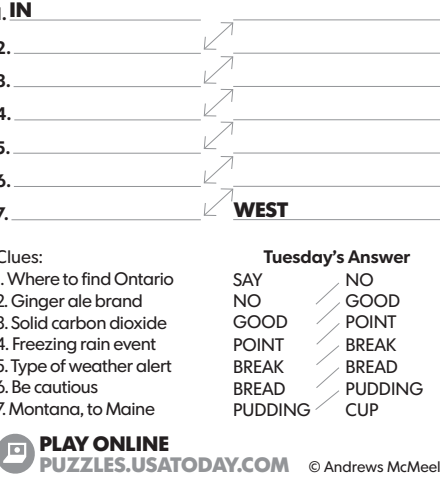 . IN
2.
3.
4.
5.
6.
7.
WEST
Clues:
. Where to find Ontario
2. Ginger ale brand
3. Solid carbon dioxide
4. Freezing rain event
5. Type of weather alert
6. Be cautious
7. Montana, to Maine
Tuesday's Answer
SAY NO
NO GOOD
GOOD POINT
POINT BREAK
BREAK BREAD
BREAD PUDDING
PUDDING CUP
PLAY ONLINE
PUZZLES.USATODAY.COM
© Andrews McMeel